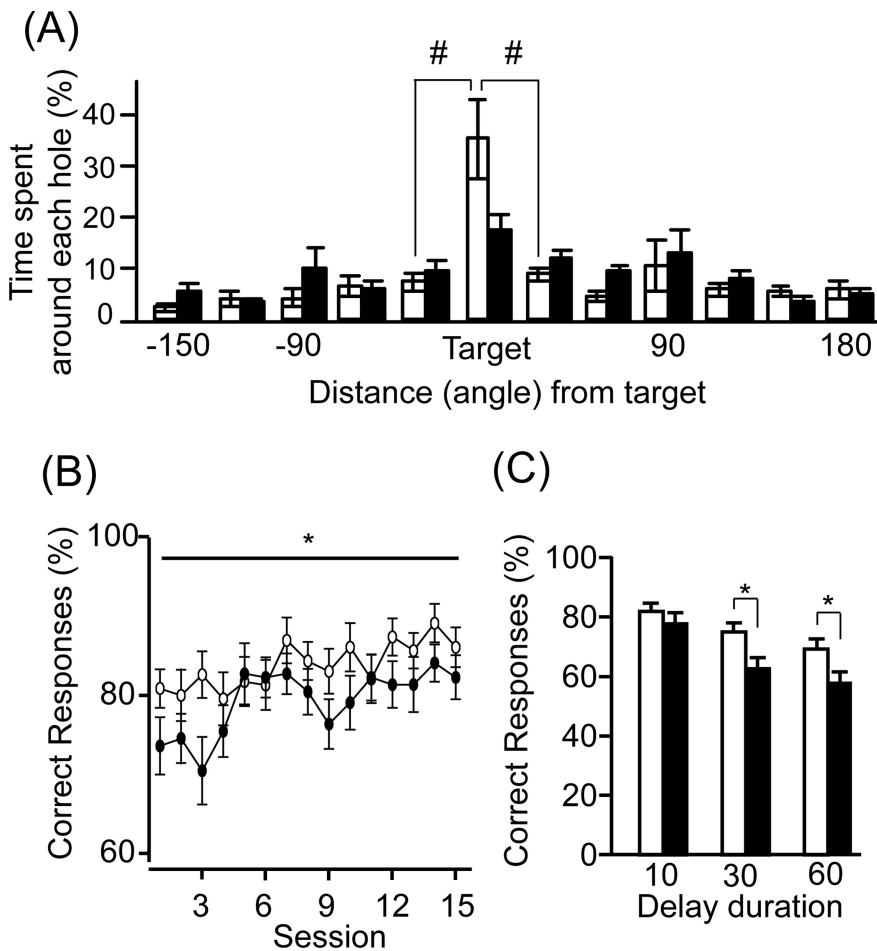 (A)
# #
Time spent
around each hole (%)
40
30
20
10
0
-150 -90 Target 90 180
Distance (angle) from target
(B)
Correct Responses (%)
100
80
60
*
3 6 9 12 15
Session
(C)
Correct Responses (%)
100
80
60
40
20
0
* *
10 30 60
Delay duration